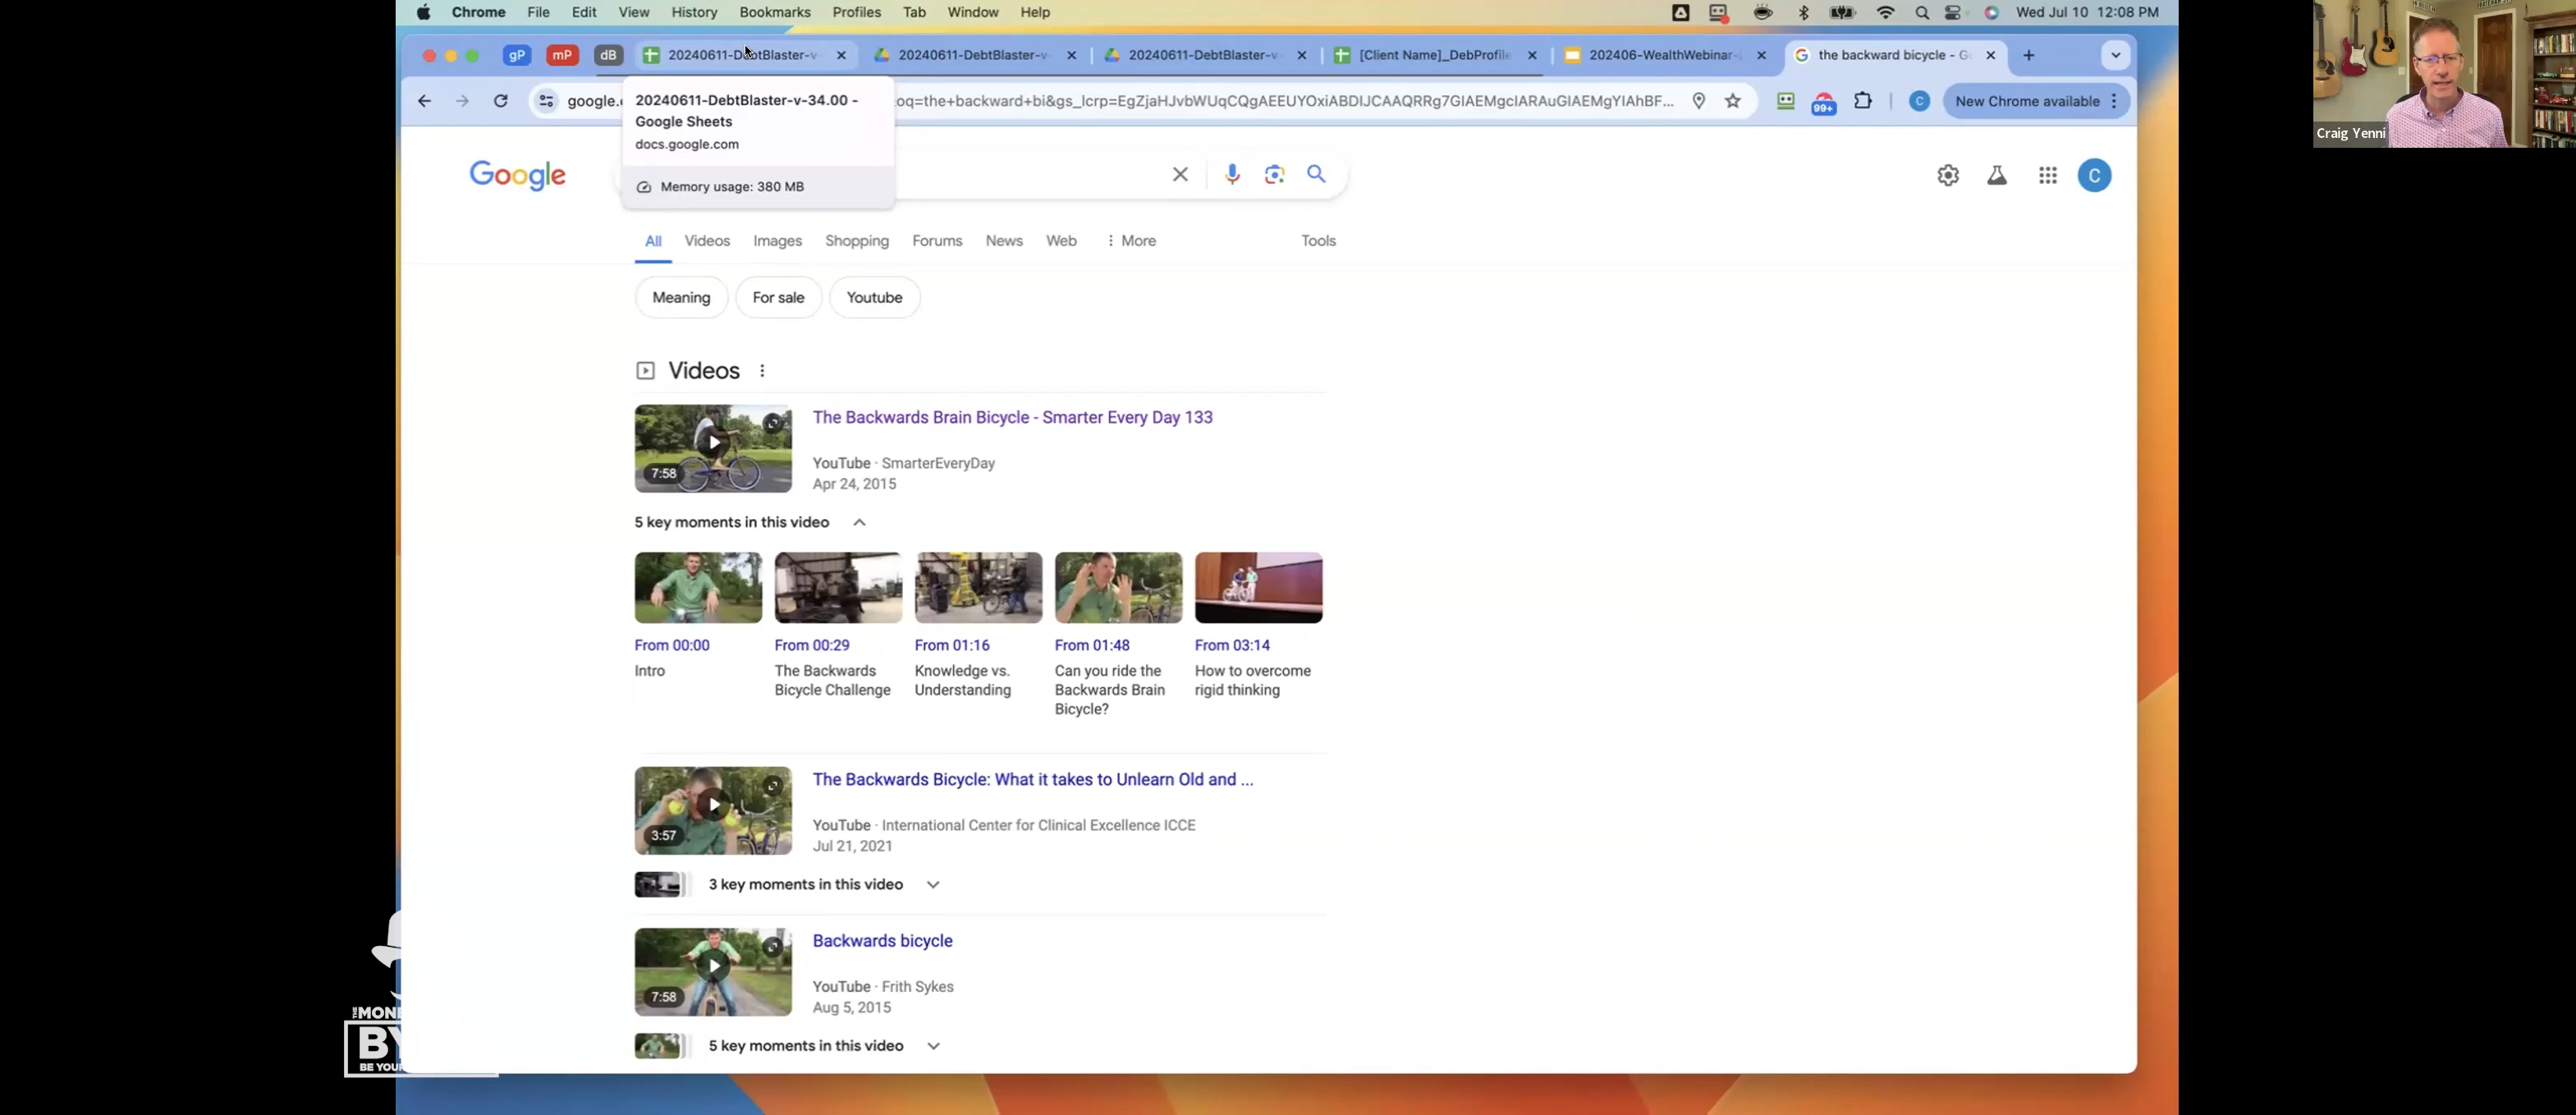 Chrome File Edit View History Bookmarks Profiles Tab Window Help
Wed Jul 10 12:08 PM
gP
mP
dB
20240611-DebtBlaster-v-
20240611-DebtBlaster-v-
20240611-DebtBlaster-v-
[Client Name]_DebProfile
202406-WealthWebinar-
the backward bicycle - G
google.
oq=the+backward+bi&gs_lcrp=EgZjaHJvbWUqCQgAEEUYOxiABDIJCAAQRRg7GIAEMgcIARAuGIAEMgYIAhBF...
99+
C
New Chrome available
20240611-DebtBlaster-v-34.00 -
Google Sheets
docs.google.com
Memory usage: 380 MB
Google
C
All Videos Images Shopping Forums News Web More Tools
Meaning For sale Youtube
Videos
The Backwards Brain Bicycle - Smarter Every Day 133
YouTube · SmarterEveryDay
Apr 24, 2015
7:58
5 key moments in this video
From 00:00
Intro
From 00:29
The Backwards
Bicycle Challenge
From 01:16
Knowledge vs.
Understanding
From 01:48
Can you ride the
Backwards Brain
Bicycle?
From 03:14
How to overcome
rigid thinking
The Backwards Bicycle: What it takes to Unlearn Old and ...
YouTube · International Center for Clinical Excellence ICCE
Jul 21, 2021
3:57
3 key moments in this video
Backwards bicycle
YouTube · Frith Sykes
Aug 5, 2015
7:58
5 key moments in this video
Craig Yenni
THE MONE
BY
BE YOUR